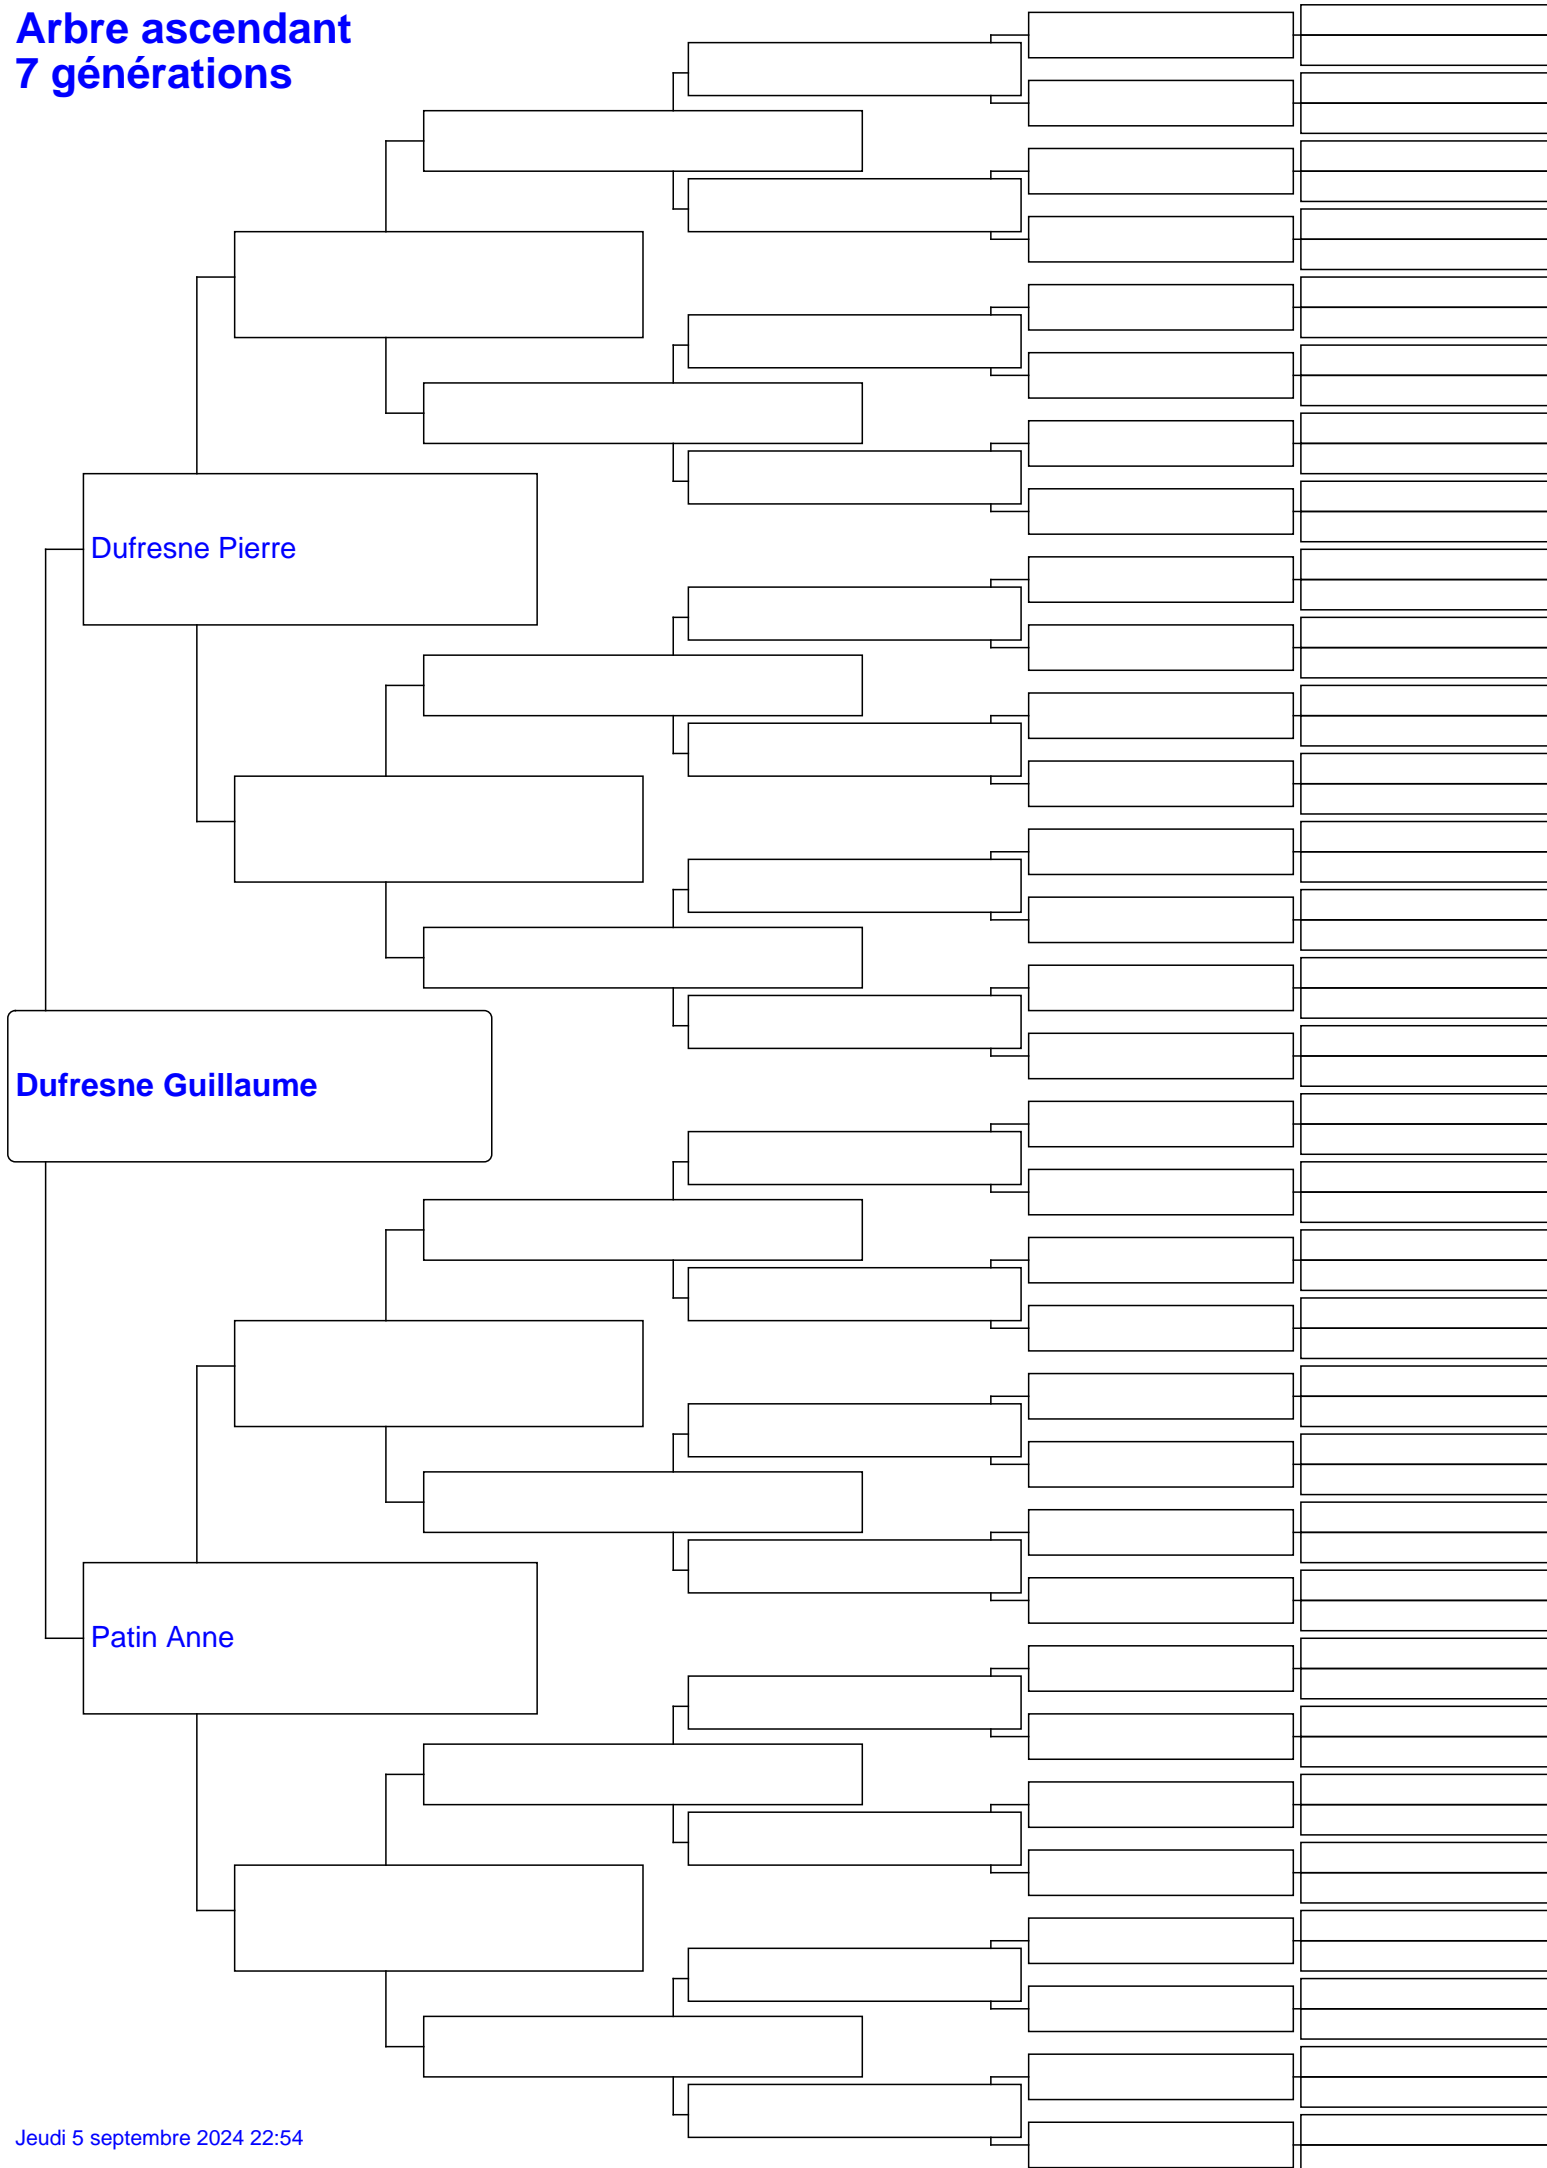 Arbre ascendant
7 générations
Dufresne Pierre
Dufresne Guillaume
Patin Anne
Jeudi 5 septembre 2024 22:54